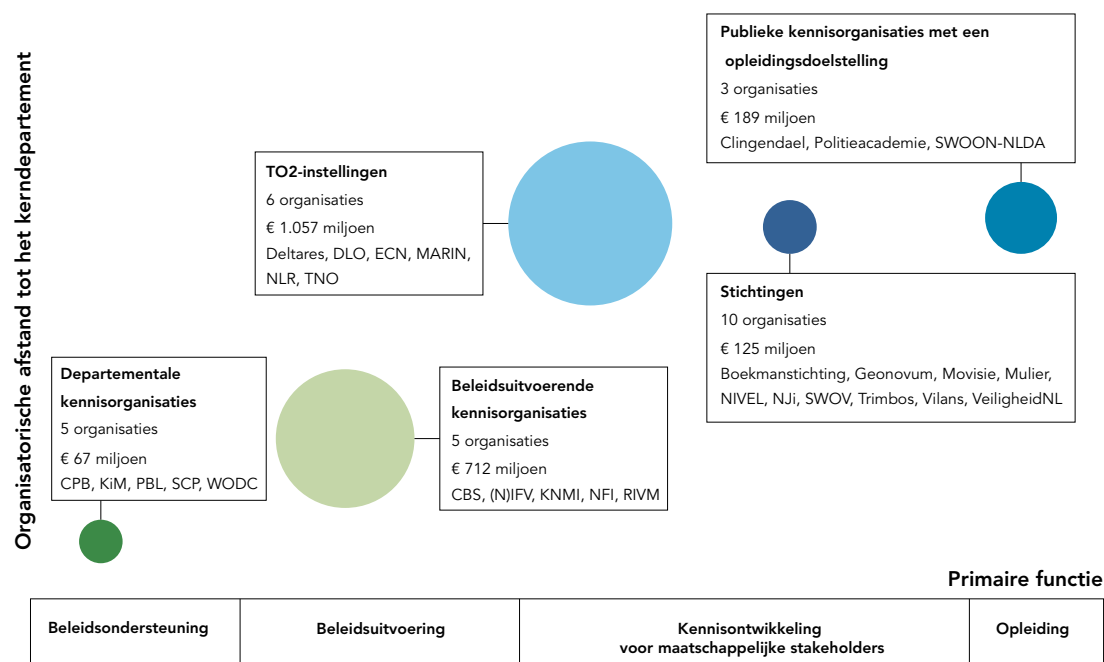 Organisatorische afstand tot het kerndepartement
Publieke kennisorganisaties met een
opleidingsdoelstelling
3 organisaties
€ 189 miljoen
Clingendael, Politieacademie, SWOON-NLDA
TO2-instellingen
6 organisaties
€ 1.057 miljoen
Deltares, DLO, ECN, MARIN,
NLR, TNO
Stichtingen
10 organisaties
€ 125 miljoen
Boekmanstichting, Geonovum, Movisie, Mulier,
NIVEL, NJi, SWOV, Trimbos, Vilans, VeiligheidNL
Departementale
kennisorganisaties
5 organisaties
€ 67 miljoen
CPB, KiM, PBL, SCP, WODC
Beleidsuitvoerende
kennisorganisaties
5 organisaties
€ 712 miljoen
CBS, (N)IFV, KNMI, NFI, RIVM
Primaire functie
Beleidsondersteuning
Beleidsuitvoering
Kennisontwikkeling
voor maatschappelijke stakeholders
Opleiding